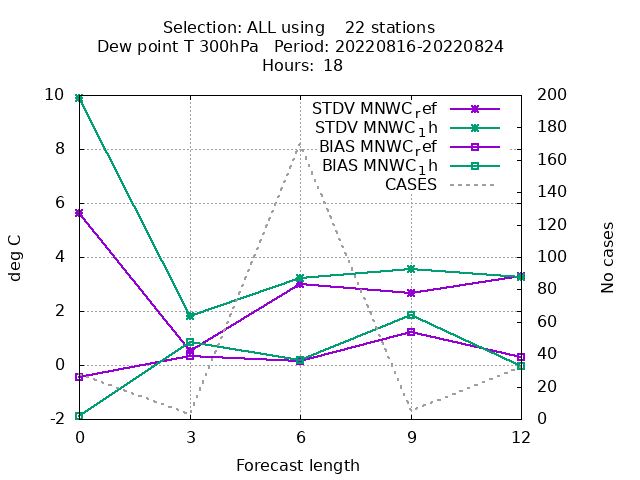 Selection: ALL using    22 stations
Dew point T 300hPa   Period: 20220816-20220824
Hours: 18
10
8
6
4
2
0
-2
deg C
STDV MNWC_ref
STDV MNWC_1h
BIAS MNWC_ref
BIAS MNWC_1h
CASES
200
180
160
140
120
100
80
60
40
20
0
No cases
0 3 6 9 12
Forecast length